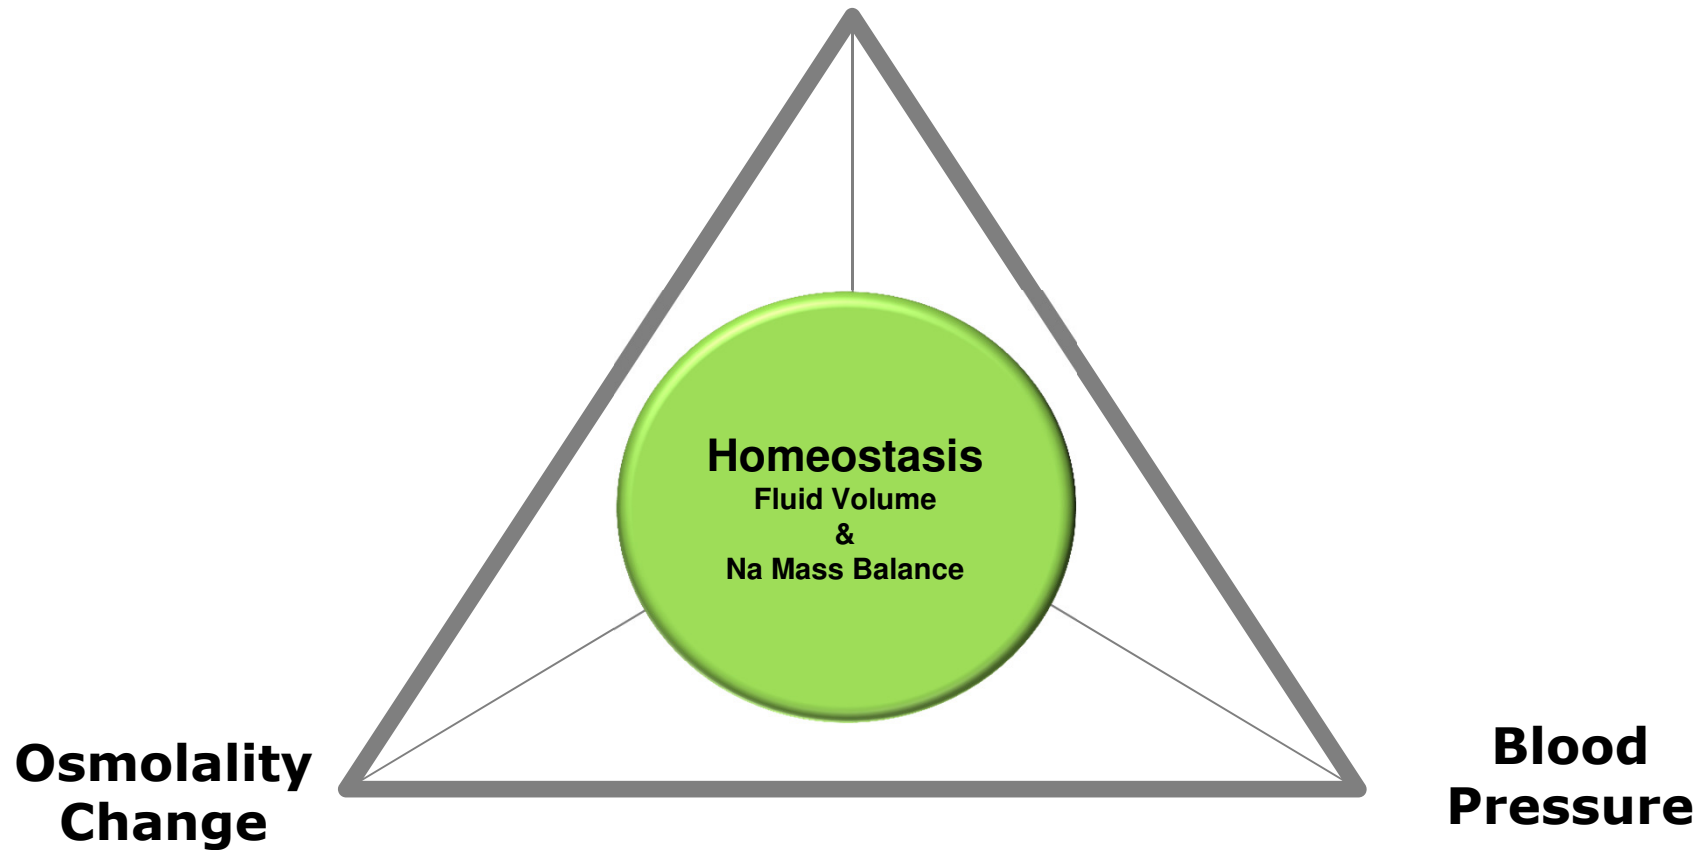 Homeostasis
Fluid Volume
&
Na Mass Balance
Osmolality
Change
Blood
Pressure